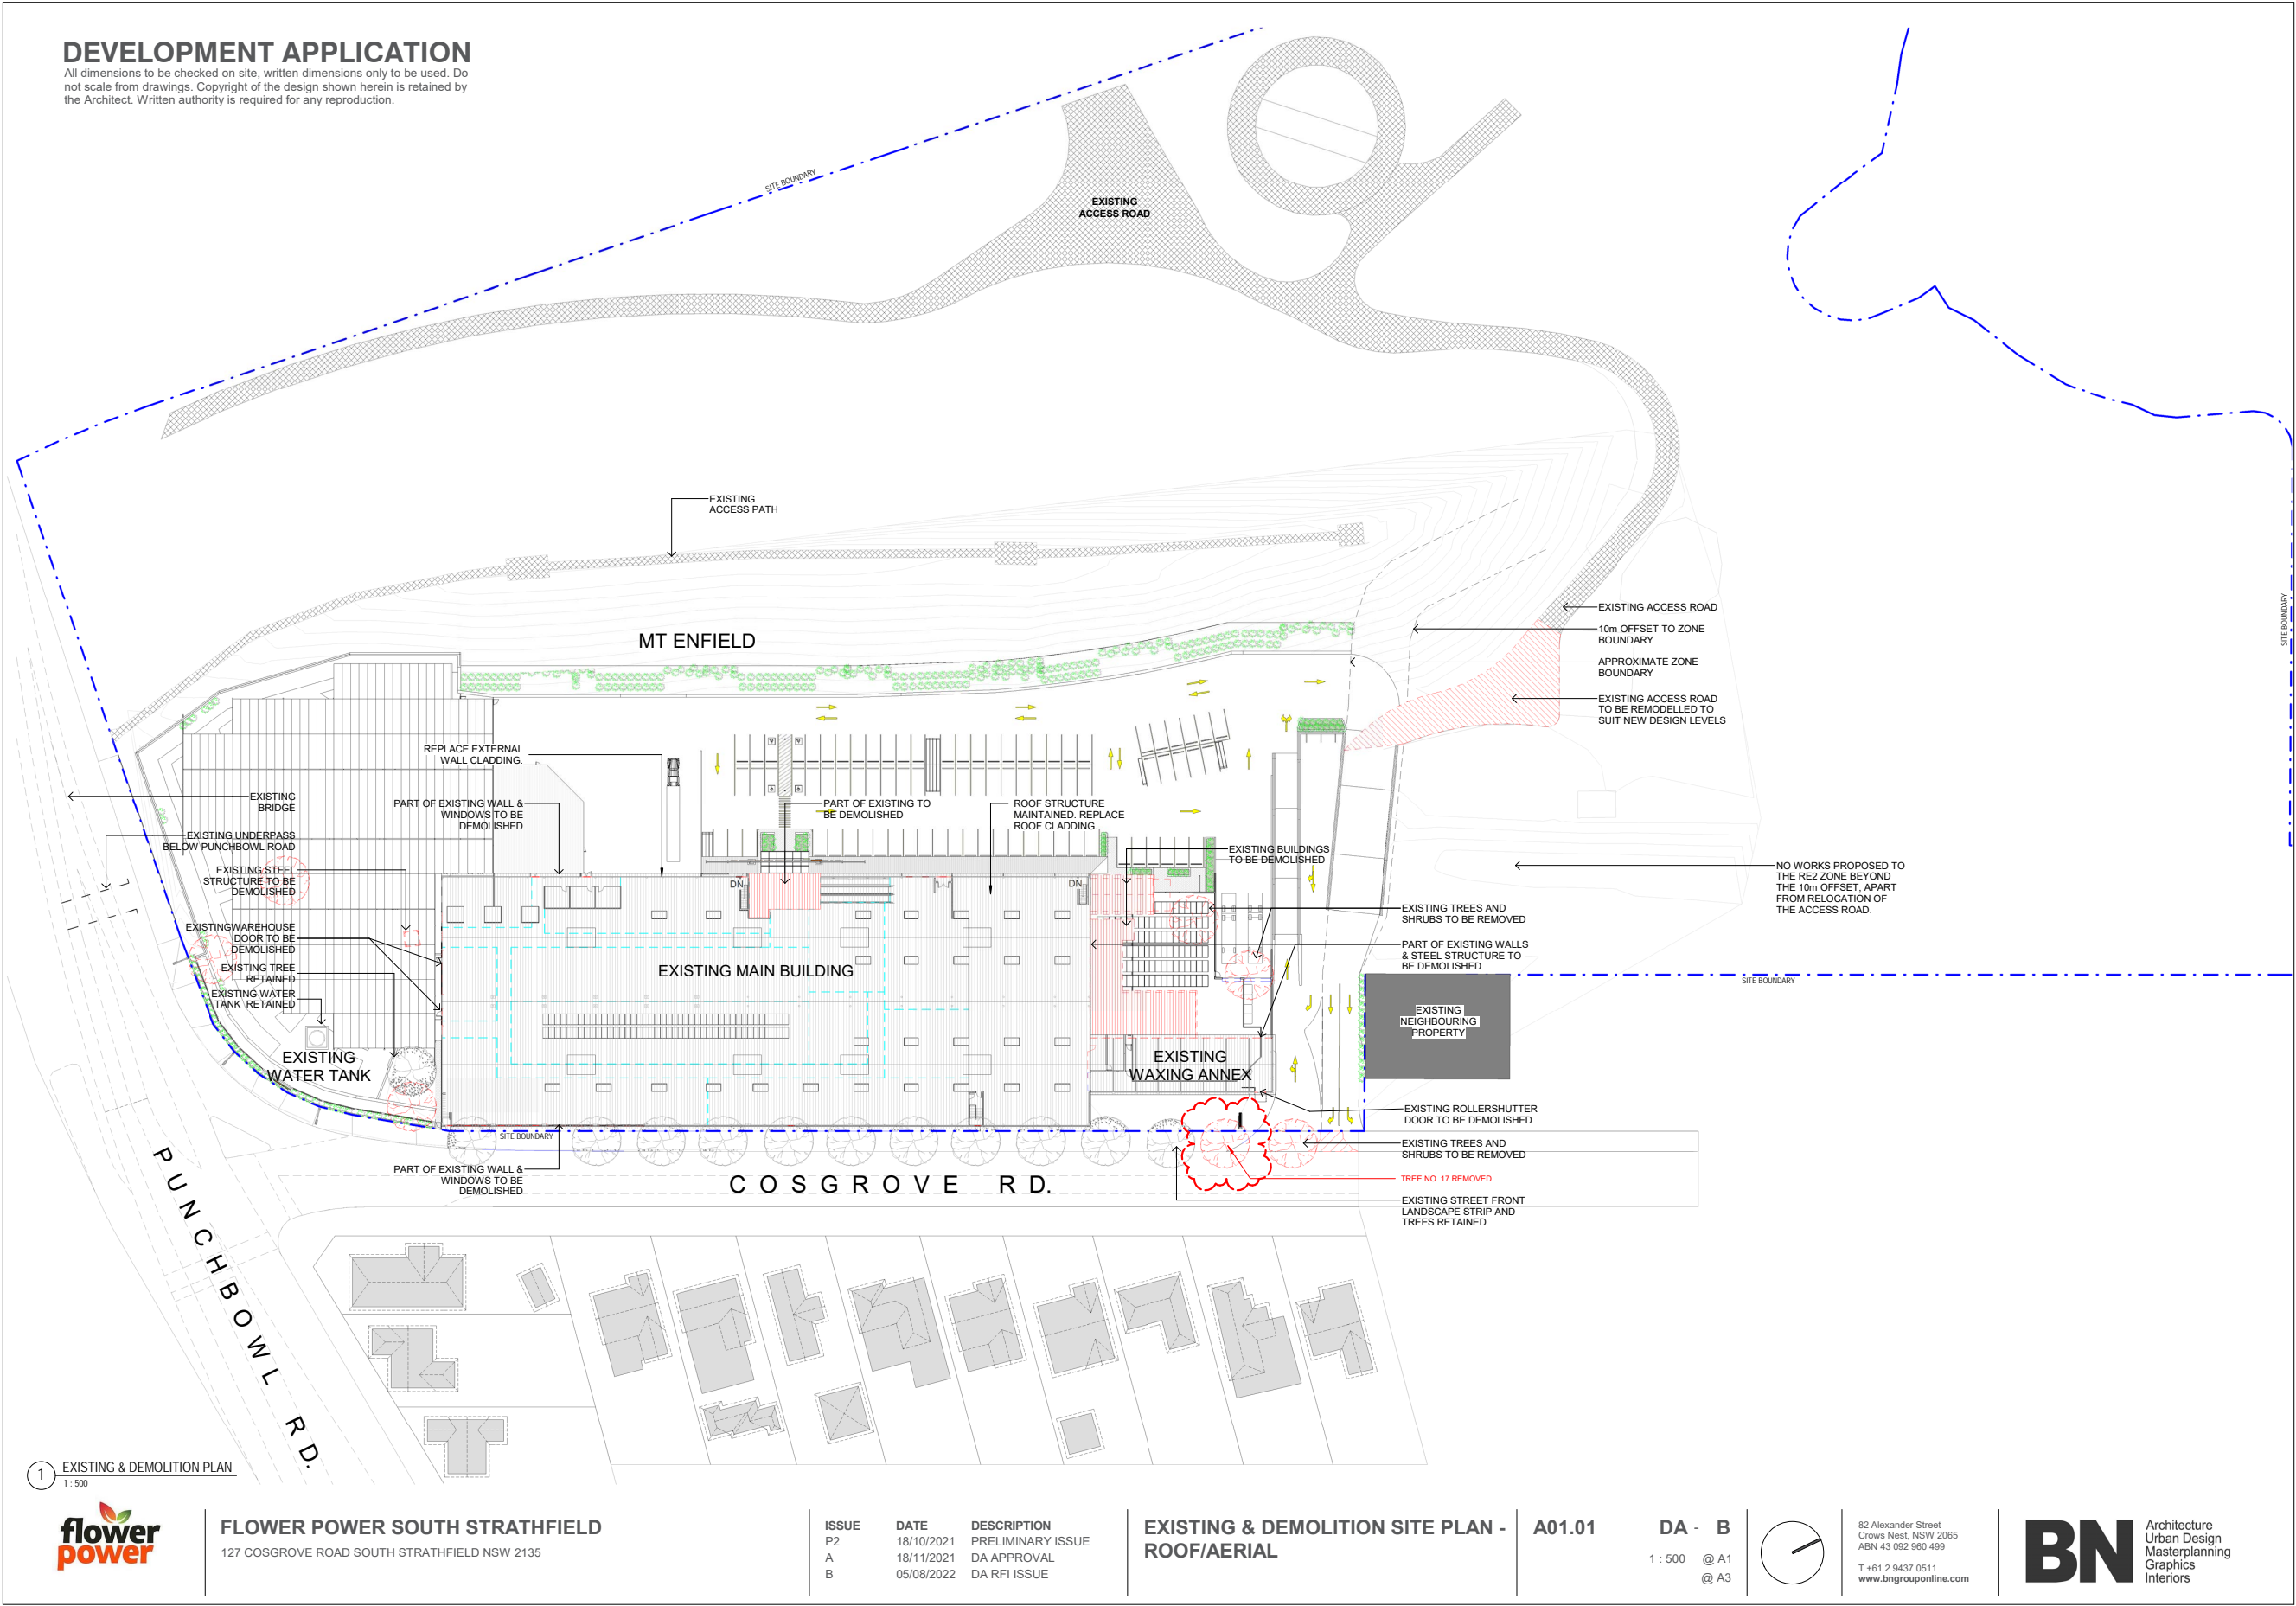 DEVELOPMENT APPLICATION
All dimensions to be checked on site, written dimensions only to be used. Do
not scale from drawings. Copyright of the design shown herein is retained by
the Architect. Written authority is required for any reproduction.
SITE BOUNDARY
EXISTING
ACCESS ROAD
EXISTING
ACCESS PATH
MT ENFIELD
EXISTING ACCESS ROAD
10m OFFSET TO ZONE
BOUNDARY
APPROXIMATE ZONE
BOUNDARY
EXISTING ACCESS ROAD
TO BE REMODELLED TO
SUIT NEW DESIGN LEVELS
SITE BOUNDARY
REPLACE EXTERNAL
WALL CLADDING.
EXISTING
BRIDGE
PART OF EXISTING WALL &
WINDOWS TO BE
DEMOLISHED
PART OF EXISTING TO
BE DEMOLISHED
ROOF STRUCTURE
MAINTAINED. REPLACE
ROOF CLADDING.
EXISTING UNDERPASS
BELOW PUNCHBOWL ROAD
EXISTING BUILDINGS
TO BE DEMOLISHED
EXISTING STEEL
STRUCTURE TO BE
DEMOLISHED
DN
DN
NO WORKS PROPOSED TO
THE RE2 ZONE BEYOND
THE 10m OFFSET, APART
FROM RELOCATION OF
THE ACCESS ROAD.
EXISTING TREES AND
SHRUBS TO BE REMOVED
EXISTINGWAREHOUSE
DOOR TO BE
DEMOLISHED
PART OF EXISTING WALLS
& STEEL STRUCTURE TO
BE DEMOLISHED
EXISTING MAIN BUILDING
EXISTING TREE
RETAINED
SITE BOUNDARY
EXISTING WATER
TANK RETAINED
EXISTING
NEIGHBOURING
PROPERTY
EXISTING
WATER TANK
EXISTING
WAXING ANNEX
EXISTING ROLLERSHUTTER
DOOR TO BE DEMOLISHED
SITE BOUNDARY
EXISTING TREES AND
SHRUBS TO BE REMOVED
PART OF EXISTING WALL &
WINDOWS TO BE
DEMOLISHED
COSGROVE RD.
TREE NO. 17 REMOVED
EXISTING STREET FRONT
LANDSCAPE STRIP AND
TREES RETAINED
PUNCHBOWL RD.
1 EXISTING & DEMOLITION PLAN
1 : 500
flower
power
FLOWER POWER SOUTH STRATHFIELD
127 COSGROVE ROAD SOUTH STRATHFIELD NSW 2135
ISSUE DATE DESCRIPTION
P2 18/10/2021 PRELIMINARY ISSUE
A 18/11/2021 DA APPROVAL
B 05/08/2022 DA RFI ISSUE
EXISTING & DEMOLITION SITE PLAN -
ROOF/AERIAL
A01.01 DA - B
1 : 500 @ A1
@ A3
82 Alexander Street
Crows Nest, NSW 2065
ABN 43 092 960 499
T +61 2 9437 0511
www.bngrouponline.com
BN
Architecture
Urban Design
Masterplanning
Graphics
Interiors